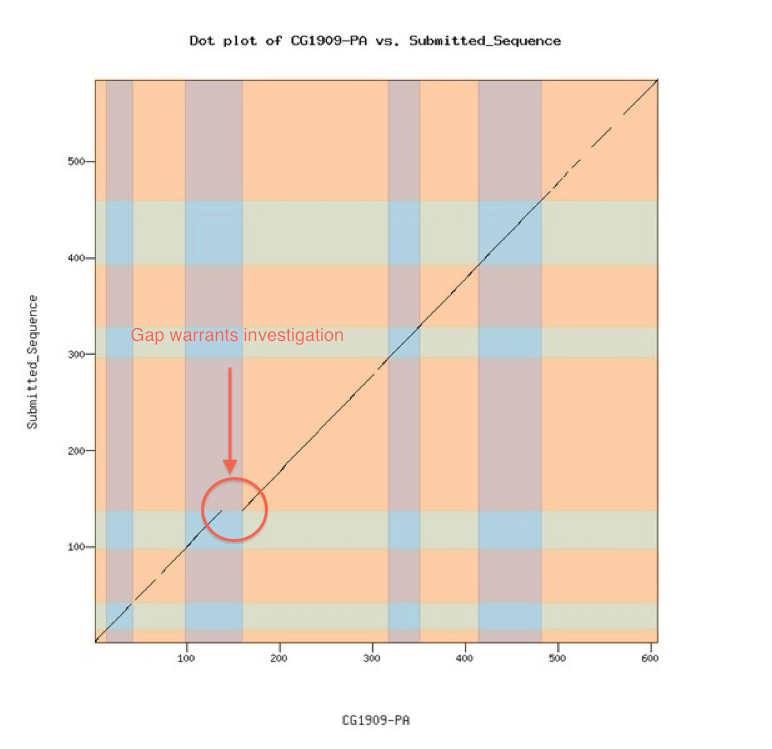 Dot plot of CG1909-PA vs. Submitted_Sequence
500
400
Gap warrants investigation
300
Submitted_Sequence
200
100
100 200 300 400 500 600
CG1909-PA